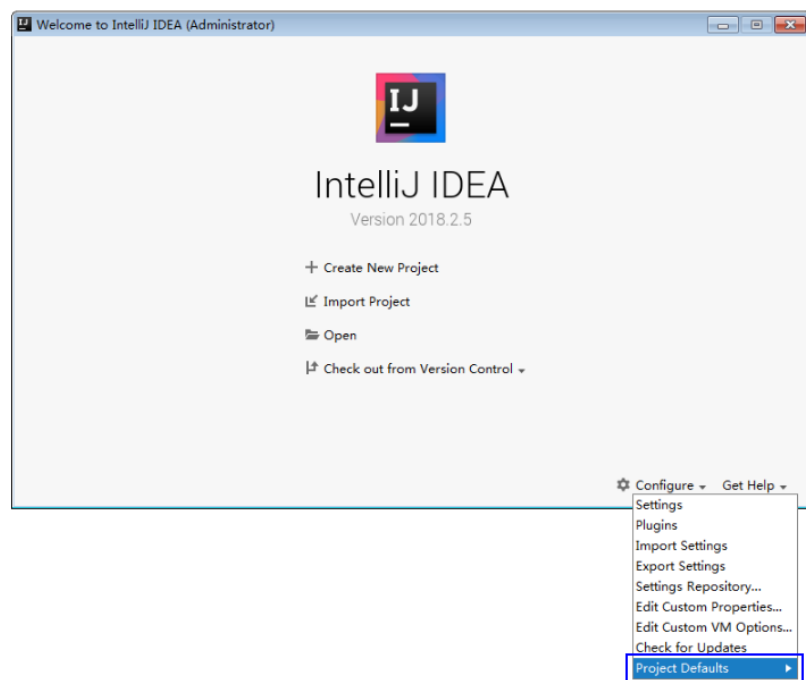 Welcome to IntelliJ IDEA (Administrator)
IJ
IntelliJ IDEA
Version 2018.2.5
Create New Project
Import Project
Open
Check out from Version Control
Configure Get Help
Settings
Plugins
Import Settings
Export Settings
Settings Repository...
Edit Custom Properties...
Edit Custom VM Options...
Check for Updates
Project Defaults